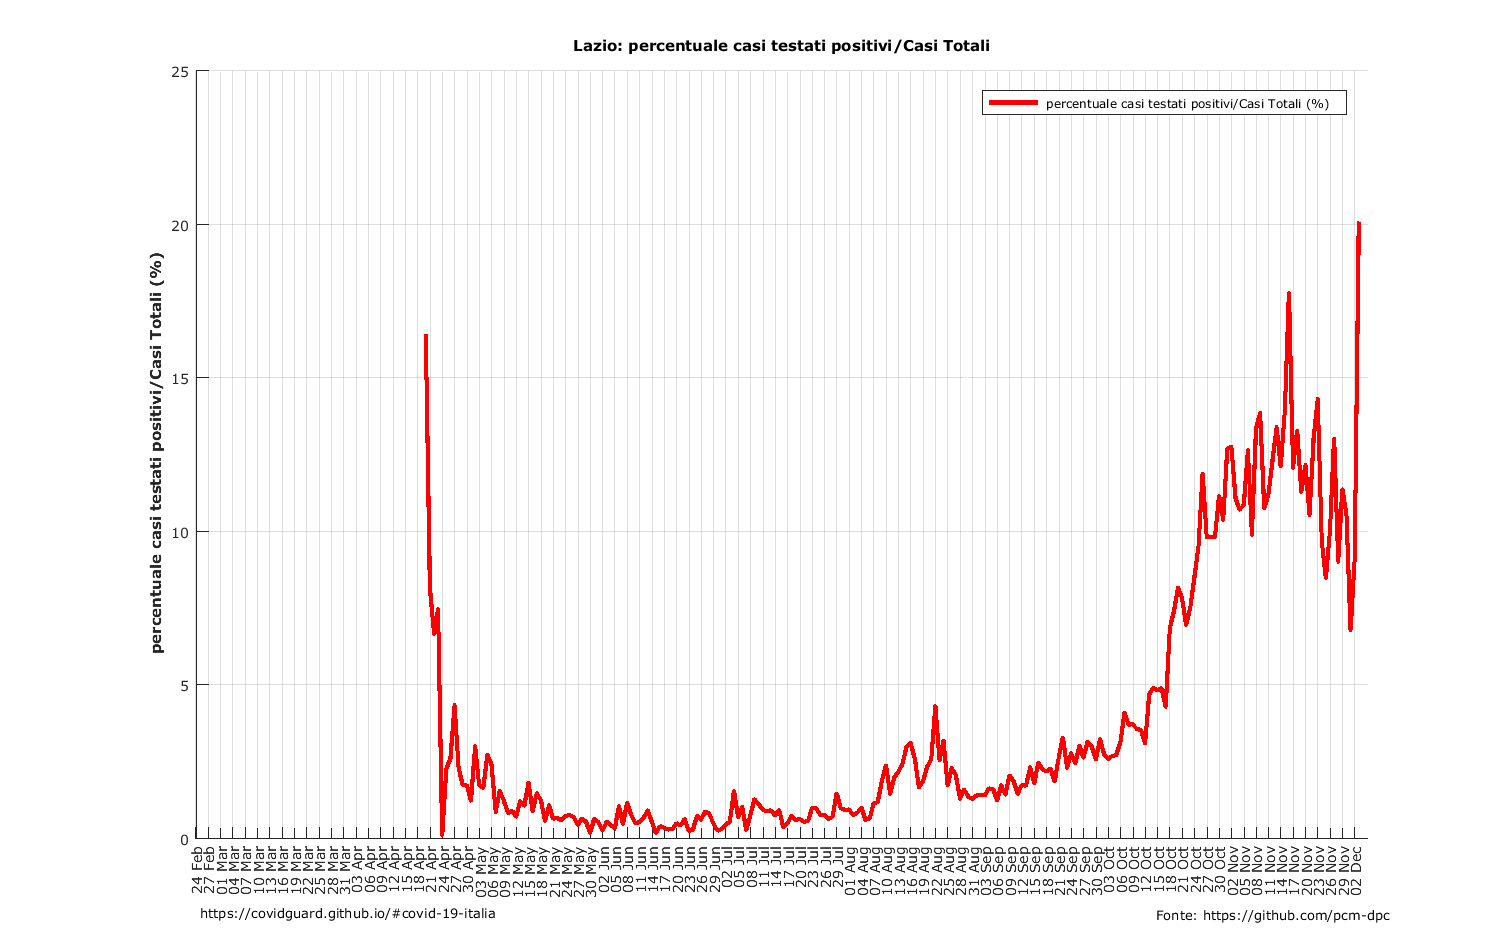 Lazio: percentuale casi testati positivi/Casi Totali
percentuale casi testati positivi/Casi Totali (%)
percentuale casi testati positivi/Casi Totali (%)
25
20
15
10
5
0
24 Feb
27 Feb
01 Mar
04 Mar
07 Mar
10 Mar
13 Mar
16 Mar
19 Mar
22 Mar
25 Mar
28 Mar
31 Mar
03 Apr
06 Apr
09 Apr
12 Apr
15 Apr
18 Apr
21 Apr
24 Apr
27 Apr
30 Apr
03 May
06 May
09 May
12 May
15 May
18 May
21 May
24 May
27 May
30 May
02 Jun
05 Jun
08 Jun
11 Jun
14 Jun
17 Jun
20 Jun
23 Jun
26 Jun
29 Jun
02 Jul
05 Jul
08 Jul
11 Jul
14 Jul
17 Jul
20 Jul
23 Jul
26 Jul
29 Jul
01 Aug
04 Aug
07 Aug
10 Aug
13 Aug
16 Aug
19 Aug
22 Aug
25 Aug
28 Aug
31 Aug
03 Sep
06 Sep
09 Sep
12 Sep
15 Sep
18 Sep
21 Sep
24 Sep
27 Sep
30 Sep
03 Oct
06 Oct
09 Oct
12 Oct
15 Oct
18 Oct
21 Oct
24 Oct
27 Oct
30 Oct
02 Nov
05 Nov
08 Nov
11 Nov
14 Nov
17 Nov
20 Nov
23 Nov
26 Nov
29 Nov
02 Dec
https://covidguard.github.io/#covid-19-italia
Fonte: https://github.com/pcm-dpc